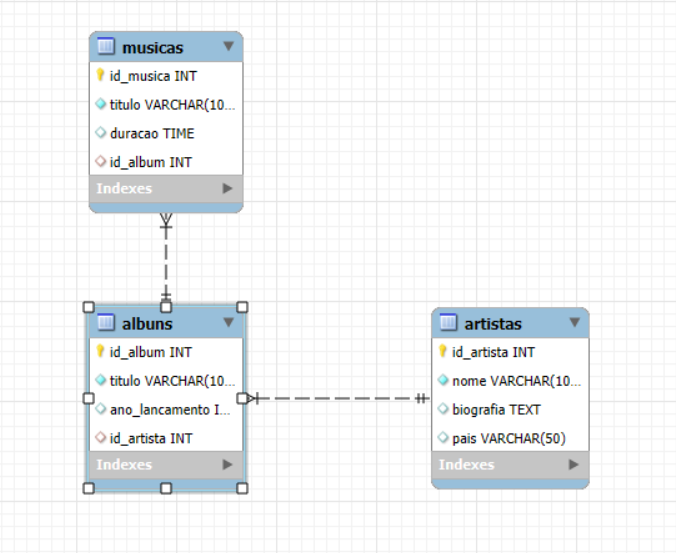 musicas
id_musica INT
titulo VARCHAR(10...
duracao TIME
id_album INT
Indexes
albuns
id_album INT
titulo VARCHAR(10...
ano_lancamento I...
id_artista INT
Indexes
artistas
id_artista INT
nome VARCHAR(10...
biografia TEXT
pais VARCHAR(50)
Indexes